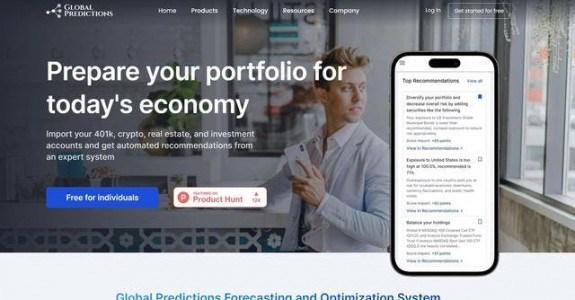 GLOBAL
PREDICTIONS
Home Products Technology Resources Company
Log in Get started for free
Prepare your portfolio for
today's economy
Import your 401k, crypto, real estate, and investment
accounts and get automated recommendations from
an expert system
Free for individuals
FEATURED ON
Product Hunt
124
Top Recommendations View all
Diversify your portfolio and
decrease overall risk by adding
securities like the following
View in Recommendations
Exposure to United States is too
high at 100.0%, recommended is
71%
View in Recommendations
Balance your holdings
View in Recommendations
Global Predictions Forecasting and Optimization System